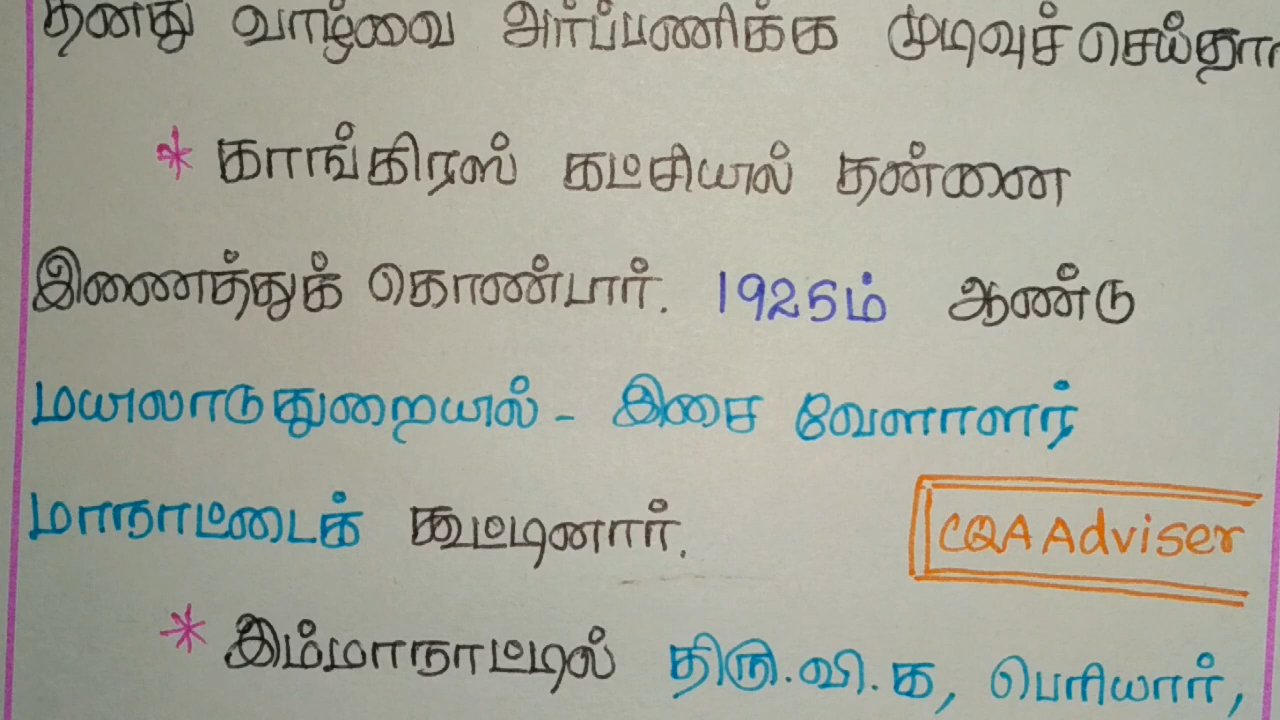 தனது வாழ்வை அர்ப்பணிக்க முடிவுச் செய்தா
* காங்கிரஸ் கட்சியில் தன்னை
இணைத்துக் கொண்டார். 1925ம் ஆண்டு
மயிலாடுதுறையில் - இசை வேளாளர்
மாநாட்டைக் கூட்டினார்.
CQA Adviser
* இம்மாநாட்டில் திரு.வி.க, பெரியார்,